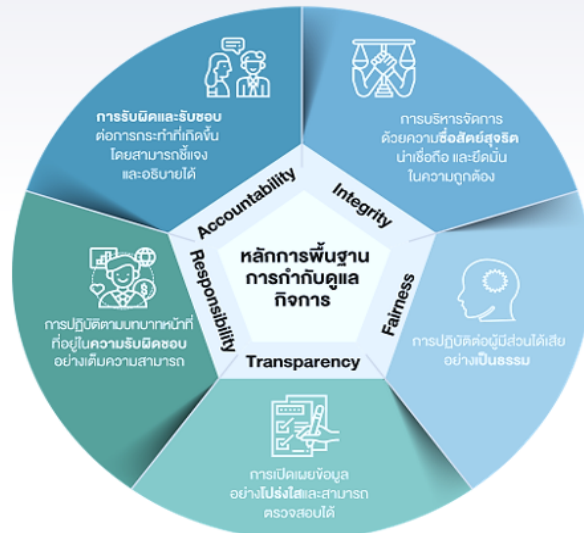 การรับผิดและรับชอบ
ต่อการกระทำที่เกิดขึ้น
โดยสามารถชี้แจง
และอธิบายได้
การบริหารจัดการ
ด้วยความซื่อสัตย์สุจริต
น่าเชื่อถือ และยึดมั่น
ในความถูกต้อง
Accountability
Integrity
หลักการพื้นฐาน
การกำกับดูแล
กิจการ
Responsibility
Fairness
Transparency
การปฏิบัติตามบทบาทหน้าที่
ที่อยู่ในความรับผิดชอบ
อย่างเต็มความสามารถ
การปฏิบัติต่อผู้มีส่วนได้เสีย
อย่างเป็นธรรม
การเปิดเผยข้อมูล
อย่างโปร่งใสและสามารถ
ตรวจสอบได้